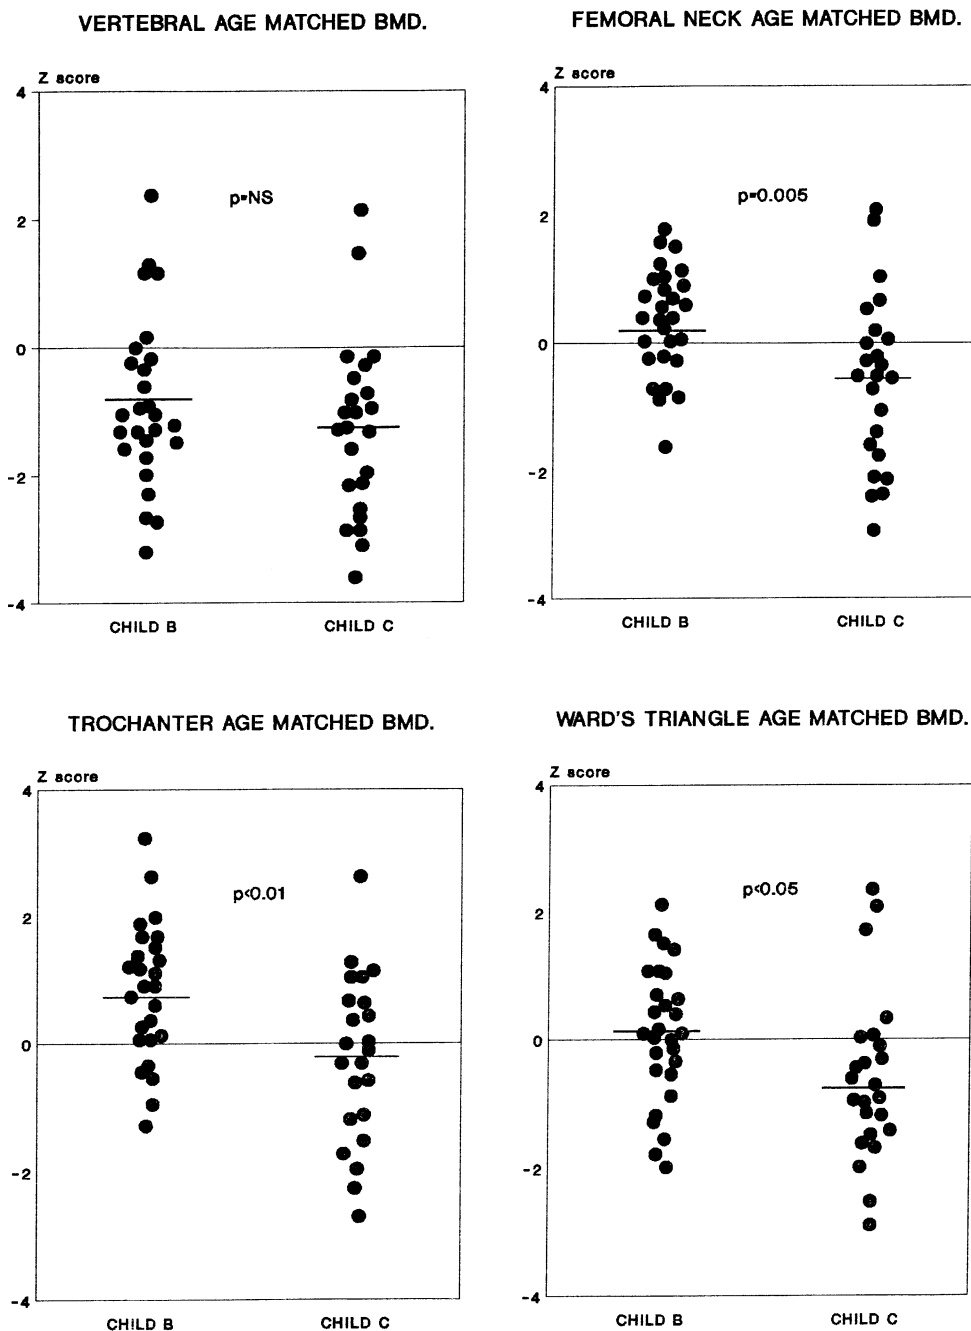 VERTEBRAL AGE MATCHED BMD.
Z score
4
2
0
-2
-4
p=NS
CHILD B CHILD C
FEMORAL NECK AGE MATCHED BMD.
Z score
4
2
0
-2
-4
p=0.005
CHILD B CHILD C
TROCHANTER AGE MATCHED BMD.
Z score
4
2
0
-2
-4
p<0.01
CHILD B CHILD C
WARD'S TRIANGLE AGE MATCHED BMD.
Z score
4
2
0
-2
-4
p<0.05
CHILD B CHILD C